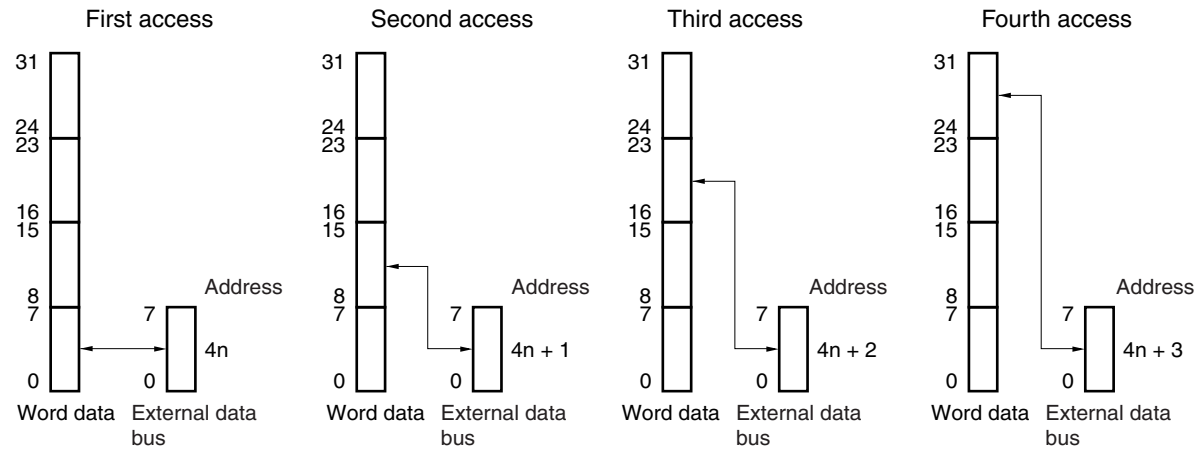 First access
31
24
23
16
15
8
7
0
Address
7
4n
0
Word data
External data
bus
Second access
31
24
23
16
15
8
7
0
Address
7
4n + 1
0
Word data
External data
bus
Third access
31
24
23
16
15
8
7
0
Address
7
4n + 2
0
Word data
External data
bus
Fourth access
31
24
23
16
15
8
7
0
Address
7
4n + 3
0
Word data
External data
bus